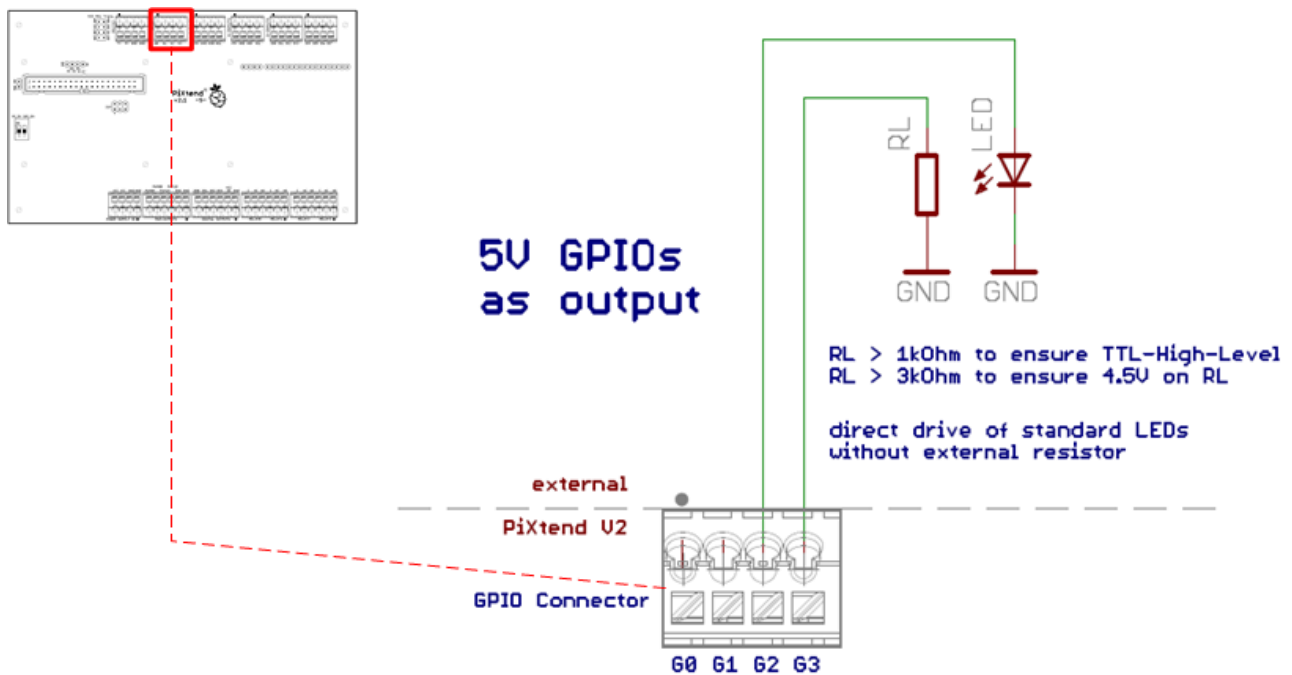 PiXtend
5V GPIOs
as output
RL
LED
GND
GND
RL > 1kOhm to ensure TTL-High-Level
RL > 3kOhm to ensure 4.5V on RL
direct drive of standard LEDs
without external resistor
external
PiXtend V2
GPIO Connector
G0 G1 G2 G3